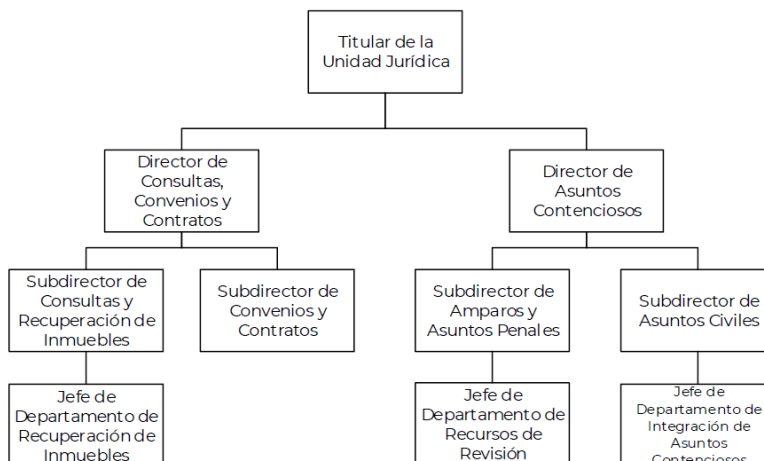 Titular de la
Unidad Jurídica
Director de
Consultas,
Convenios y
Contratos
Director de
Asuntos
Contenciosos
Subdirector de
Consultas y
Recuperación de
Inmuebles
Subdirector de
Convenios y
Contratos
Subdirector de
Amparos y
Asuntos Penales
Subdirector de
Asuntos Civiles
Jefe de
Departamento de
Recuperación de
Inmuebles
Jefe de
Departamento de
Recursos de
Revisión
Jefe de
Departamento de
Integración de
Asuntos
Contenciosos